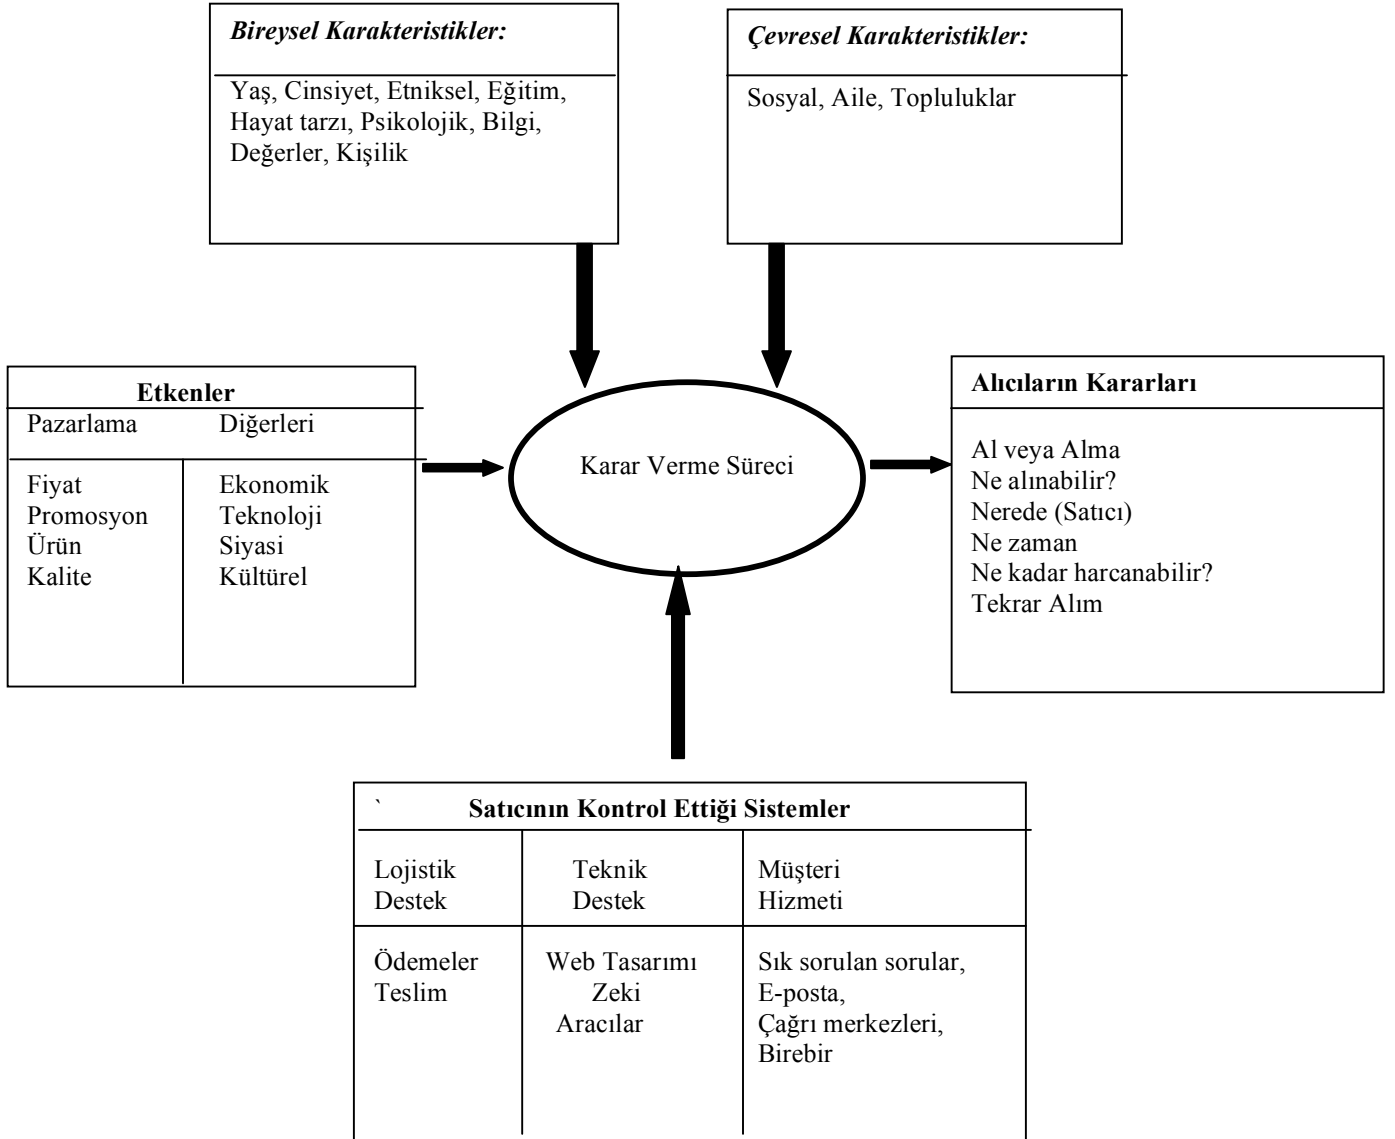 Bireysel Karakteristikler:
Yaş, Cinsiyet, Etniksel, Eğitim,
Hayat tarzı, Psikolojik, Bilgi,
Değerler, Kişilik
Çevresel Karakteristikler:
Sosyal, Aile, Topluluklar
Etkenler
Pazarlama Diğerleri
Fiyat Ekonomik
Promosyon Teknoloji
Ürün Siyasi
Kalite Kültürel
Karar Verme Süreci
Alıcıların Kararları
Al veya Alma
Ne alınabilir?
Nerede (Satıcı)
Ne zaman
Ne kadar harcanabilir?
Tekrar Alım
` Satıcının Kontrol Ettiği Sistemler
Lojistik Teknik Müşteri
Destek Destek Hizmeti
Ödemeler Web Tasarımı Sık sorulan sorular,
Teslim Zeki E-posta,
Aracılar Çağrı merkezleri,
Birebir